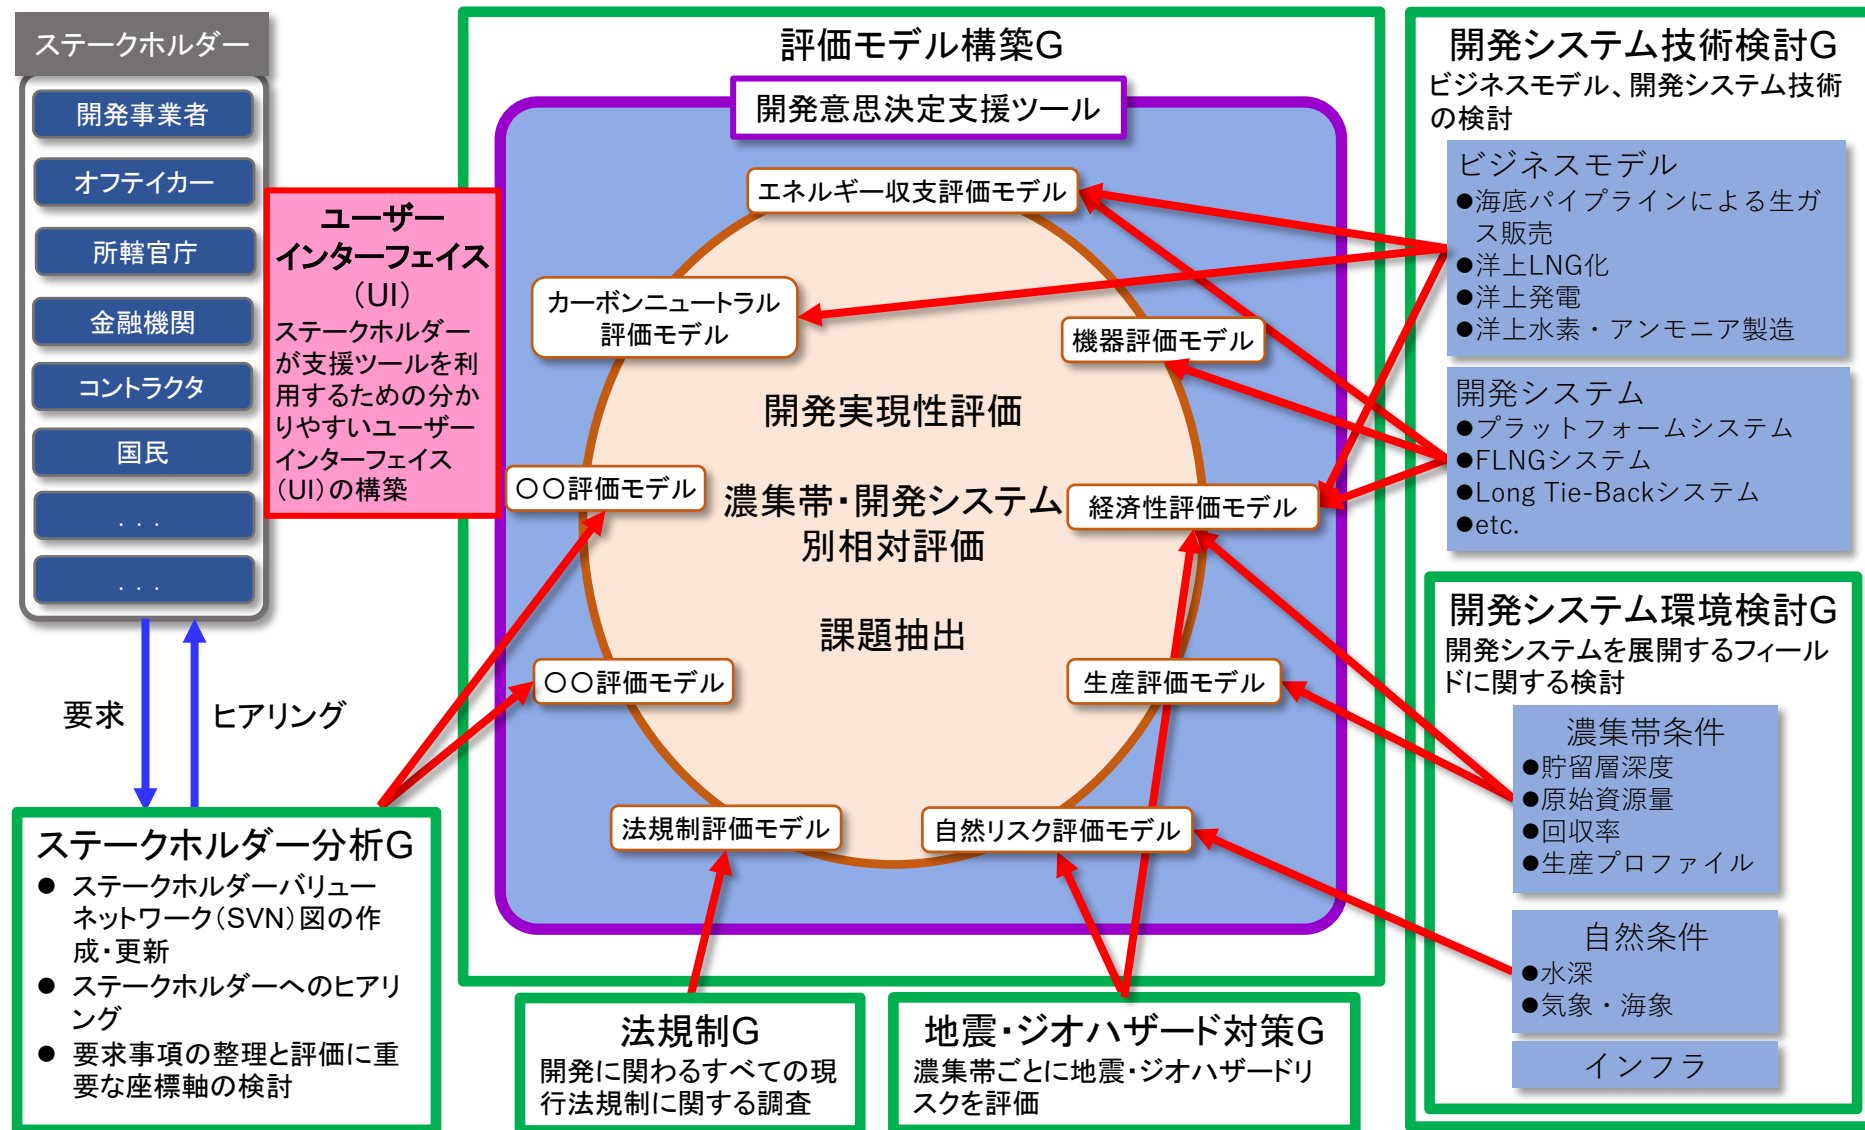 ステークホルダー
開発事業者
オフテイカー
所轄官庁
金融機関
コントラクタ
国民
...
...
要求
ヒアリング
ユーザー
インターフェイス
（UI）
ステークホルダー
が支援ツールを利
用するための分か
りやすいユーザー
インターフェイス
（UI）の構築
ステークホルダー分析G
● ステークホルダーバリュー
ネットワーク（SVN）図の作
成・更新
● ステークホルダーへのヒアリ
ング
● 要求事項の整理と評価に重
要な座標軸の検討
評価モデル構築G
開発意思決定支援ツール
エネルギー収支評価モデル
カーボンニュートラル
評価モデル
機器評価モデル
開発実現性評価
〇〇評価モデル
濃集帯・開発システム
別相対評価
経済性評価モデル
課題抽出
〇〇評価モデル
生産評価モデル
法規制評価モデル
自然リスク評価モデル
法規制G
開発に関わるすべての現
行法規制に関する調査
地震・ジオハザード対策G
濃集帯ごとに地震・ジオハザードリ
スクを評価
開発システム技術検討G
ビジネスモデル、開発システム技術
の検討
ビジネスモデル
●海底パイプラインによる生ガ
ス販売
●洋上LNG化
●洋上発電
●洋上水素・アンモニア製造
開発システム
●プラットフォームシステム
●FLNGシステム
●Long Tie-Backシステム
●etc.
開発システム環境検討G
開発システムを展開するフィール
ドに関する検討
濃集帯条件
●貯留層深度
●原始資源量
●回収率
●生産プロファイル
自然条件
●水深
●気象・海象
インフラ